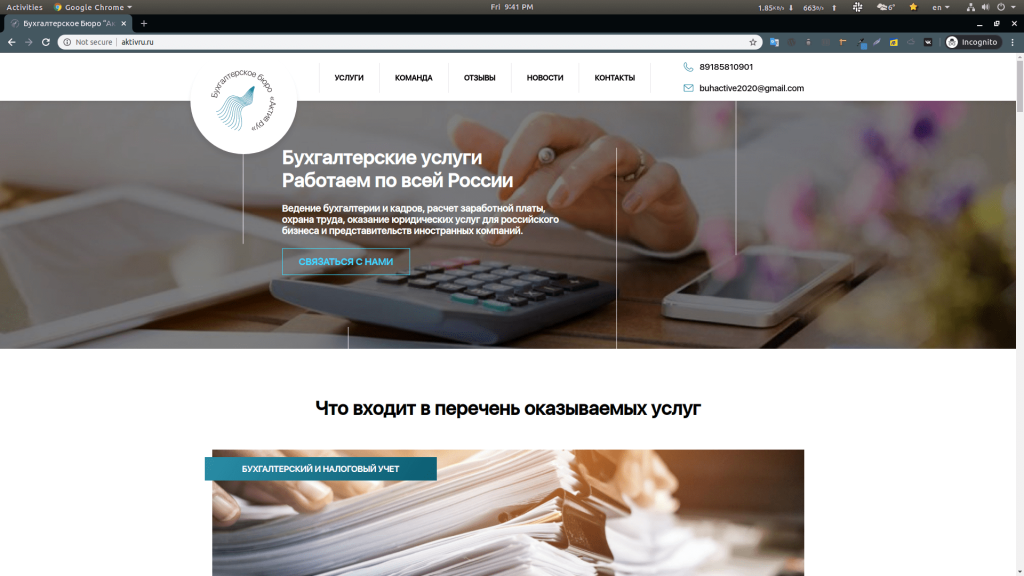 Activities
Google Chrome
Fri 9:41 PM
1.85
663
6°
en
Бухгалтерское Бюро "А
Not secure
aktivru.ru
Incognito
Бухгалтерское бюро «Актив ру»
УСЛУГИ
КОМАНДА
ОТЗЫВЫ
НОВОСТИ
КОНТАКТЫ
89185810901
buhactive2020@gmail.com
Бухгалтерские услуги
Работаем по всей России
Ведение бухгалтерии и кадров, расчет заработной платы,
охрана труда, оказание юридических услуг для российского
бизнеса и представительств иностранных компаний.
СВЯЗАТЬСЯ С НАМИ
Что входит в перечень оказываемых услуг
БУХГАЛТЕРСКИЙ И НАЛОГОВЫЙ УЧЕТ